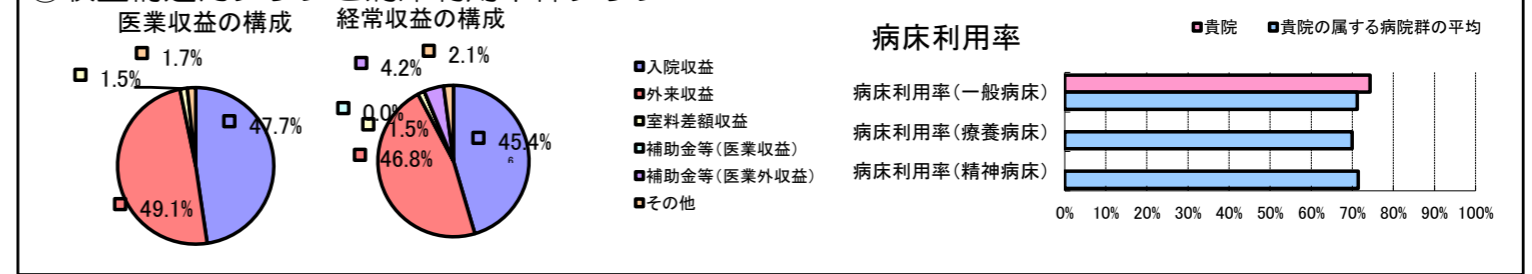 医業収益の構成
1.7%
1.5%
47.7%
49.1%
経常収益の構成
2.1%
4.2%
0.0%
1.5%
46.8%
45.4%
入院収益
外来収益
室料差額収益
補助金等(医業収益)
補助金等(医業外収益)
その他
病床利用率
貴院
貴院の属する病院群の平均
病床利用率(一般病床)
病床利用率(療養病床)
病床利用率(精神病床)
0% 10% 20% 30% 40% 50% 60% 70% 80% 90% 100%